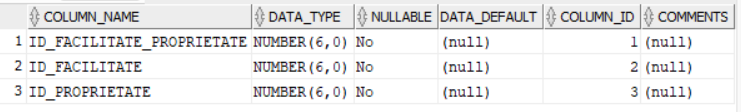 COLUMN_NAME DATA_TYPE NULLABLE DATA_DEFAULT COLUMN_ID COMMENTS
1 ID_FACILITATE_PROPRIETATE NUMBER(6,0) No (null) 1 (null)
2 ID_FACILITATE NUMBER(6,0) No (null) 2 (null)
3 ID_PROPRIETATE NUMBER(6,0) No (null) 3 (null)